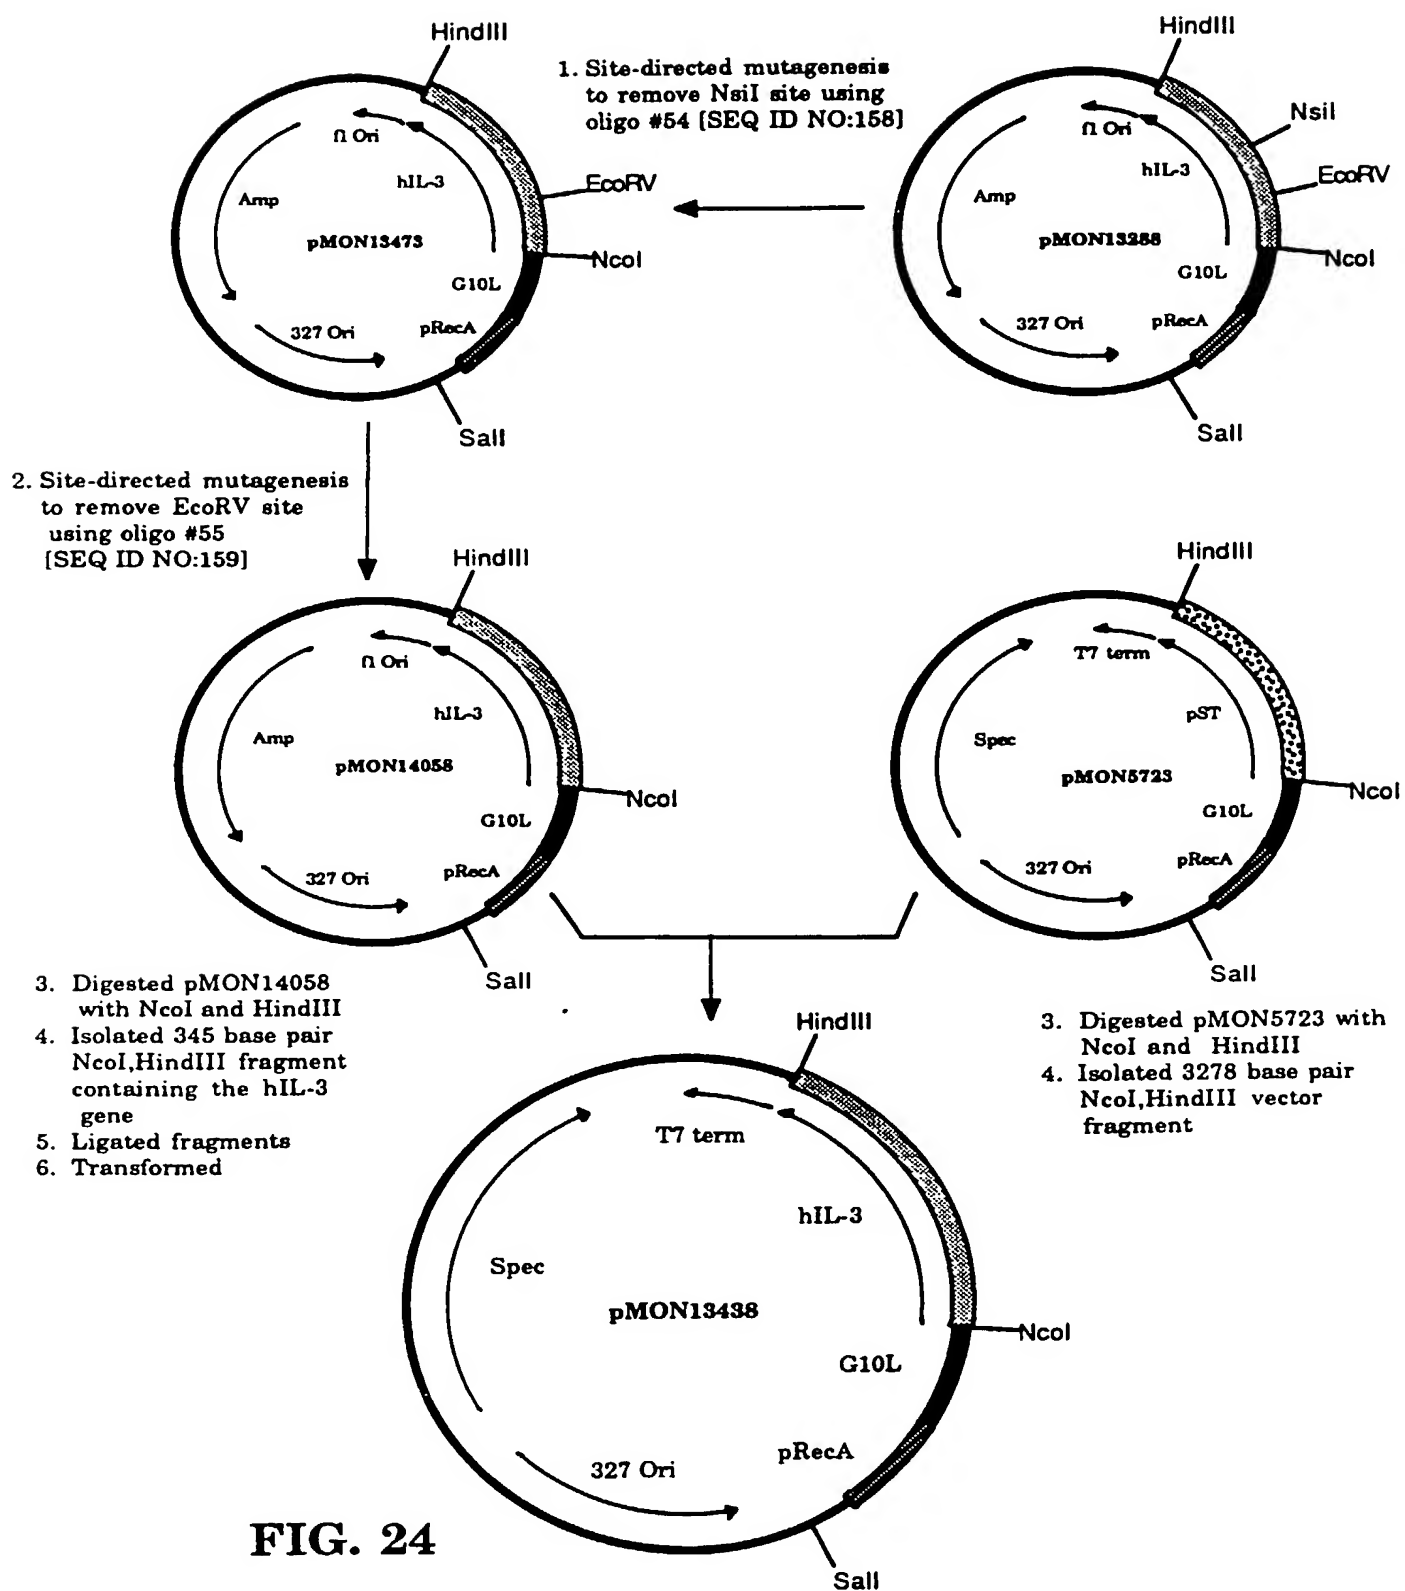 HindIII
1. Site-directed mutagenesis
to remove NsiI site using
oligo #54 [SEQ ID NO:158]
f1 Ori
hIL-3
EcoRV
Amp
pMON13473
NcoI
G10L
327 Ori
pRecA
SalI
HindIII
NsiI
f1 Ori
hIL-3
EcoRV
Amp
pMON13288
NcoI
G10L
327 Ori
pRecA
SalI
2. Site-directed mutagenesis
to remove EcoRV site
using oligo #55
[SEQ ID NO:159]
HindIII
f1 Ori
hIL-3
Amp
pMON14058
NcoI
G10L
327 Ori
pRecA
SalI
HindIII
T7 term
pST
Spec
pMON5723
NcoI
G10L
327 Ori
pRecA
SalI
3. Digested pMON14058
with NcoI and HindIII
4. Isolated 345 base pair
NcoI,HindIII fragment
containing the hIL-3
gene
5. Ligated fragments
6. Transformed
3. Digested pMON5723 with
NcoI and HindIII
4. Isolated 3278 base pair
NcoI,HindIII vector
fragment
HindIII
T7 term
hIL-3
Spec
pMON13438
NcoI
G10L
pRecA
327 Ori
SalI
FIG. 24